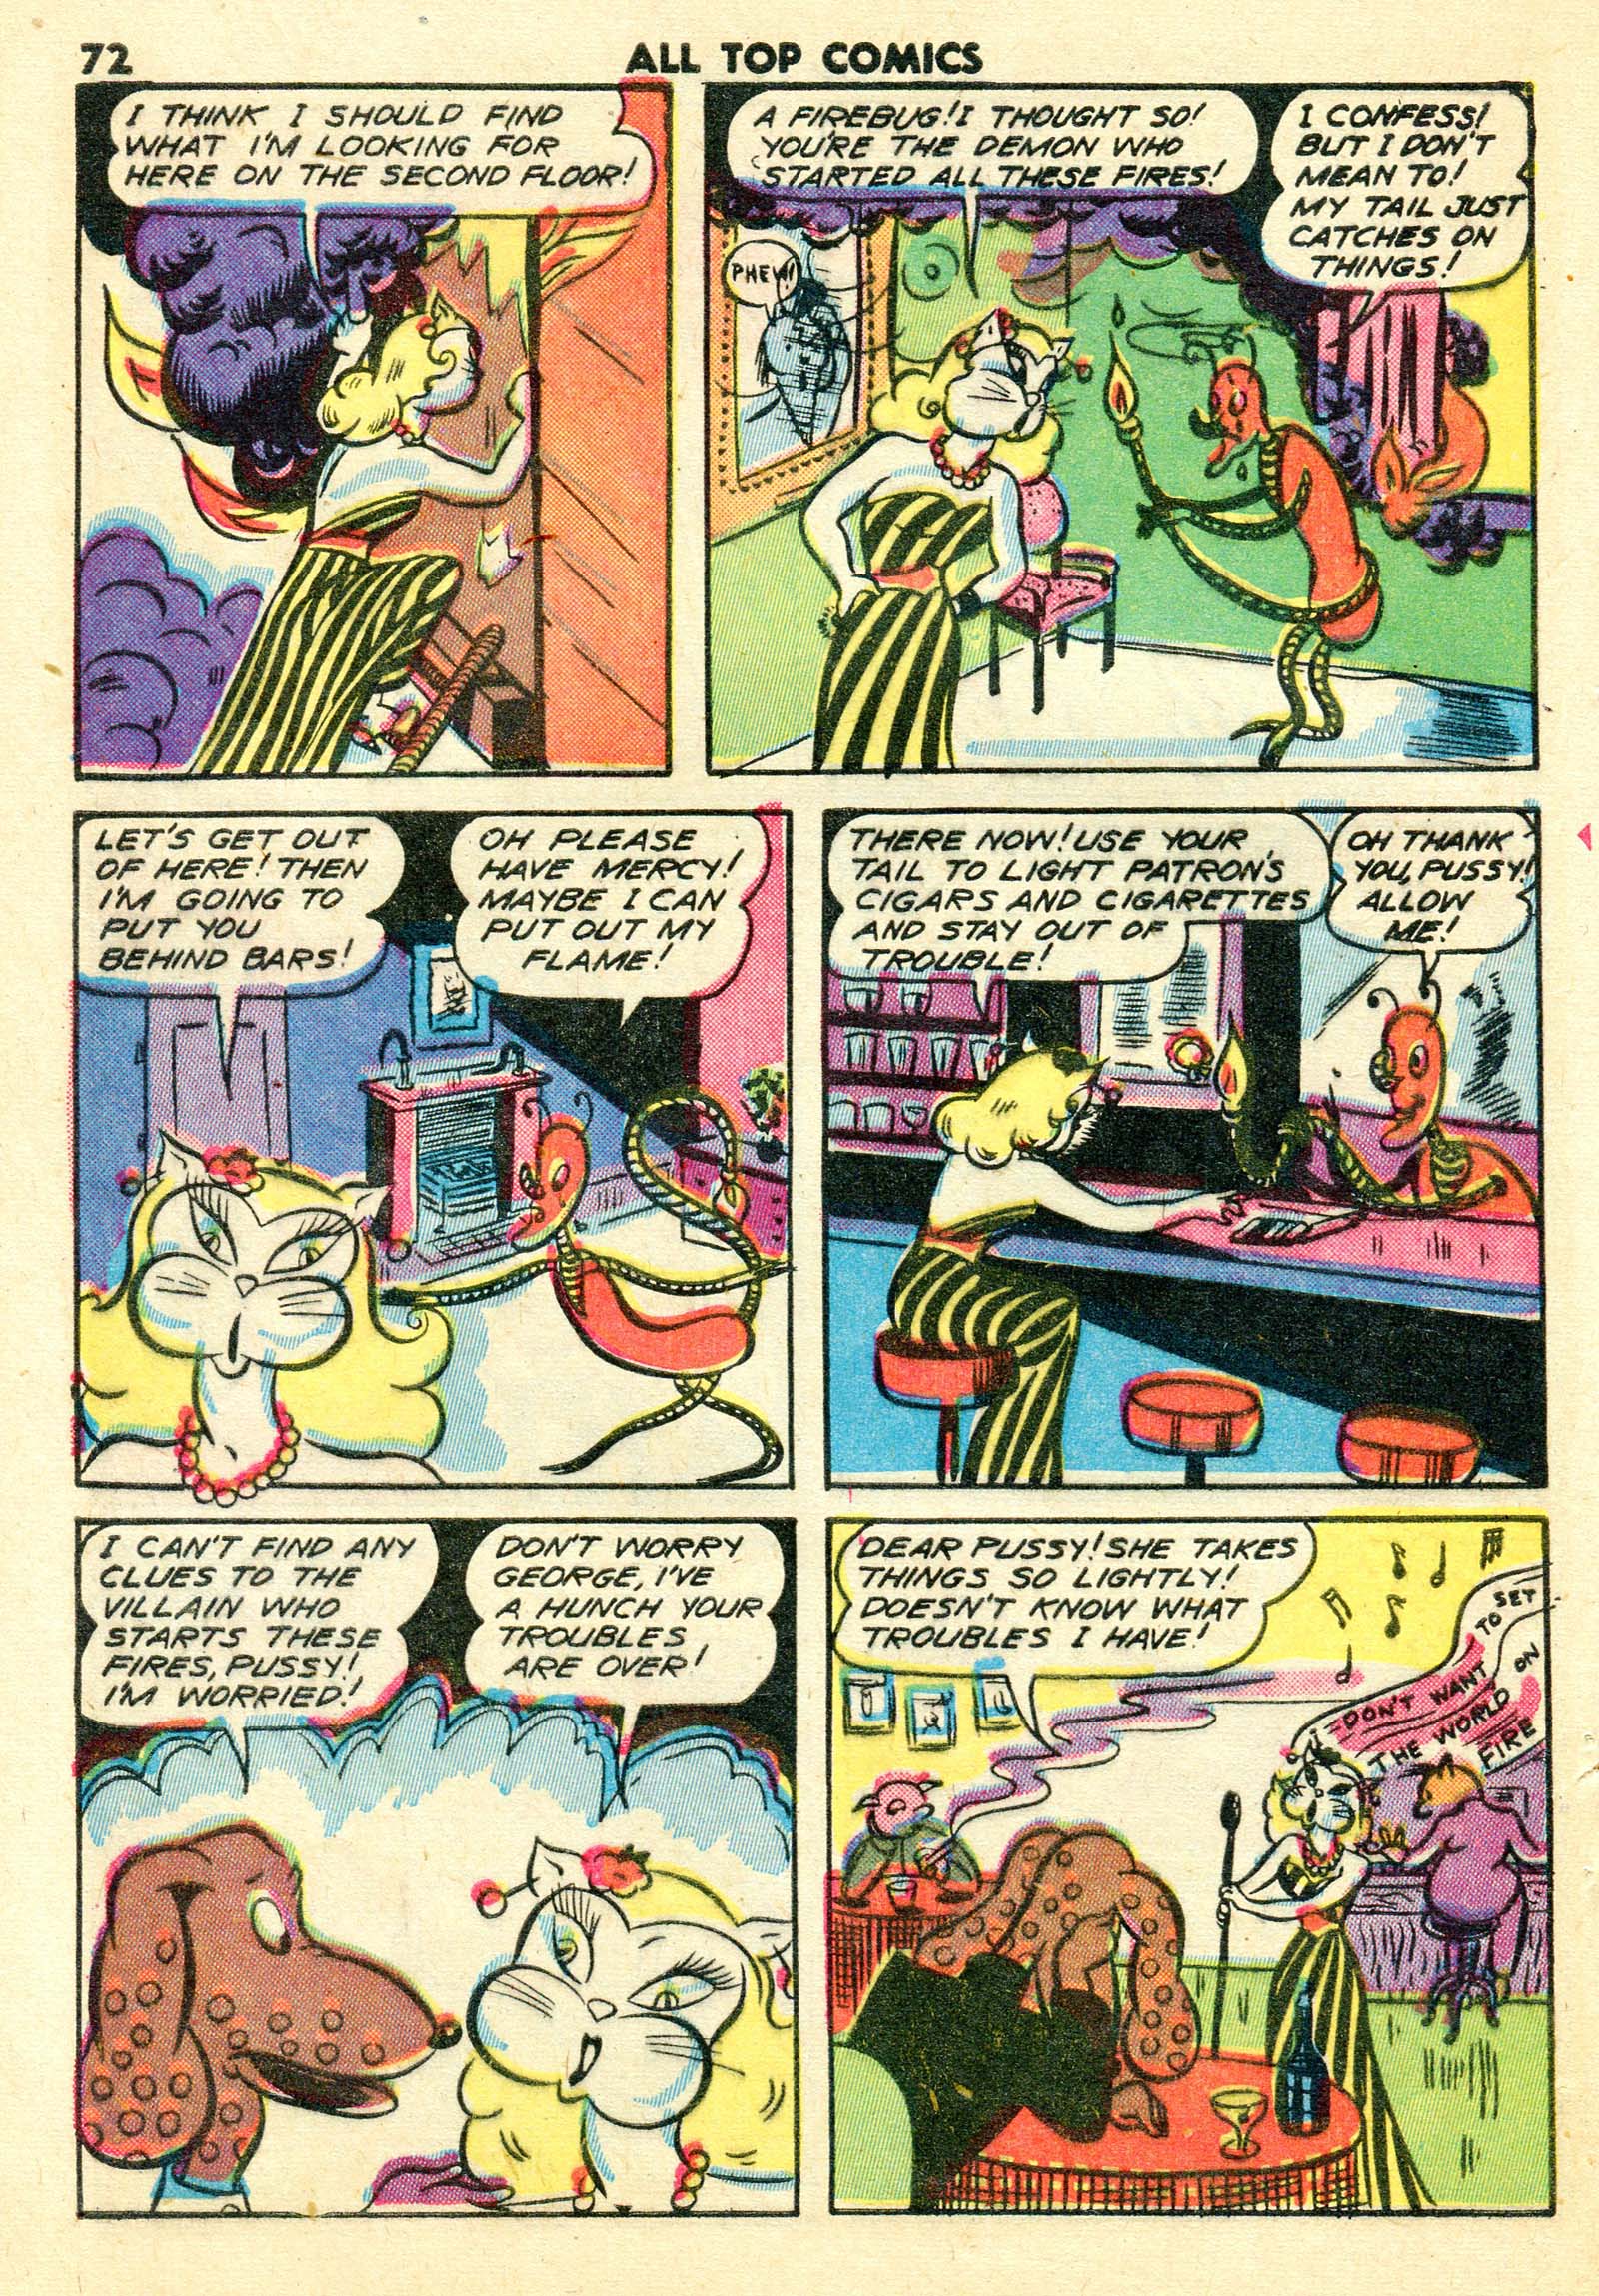 72
ALL TOP COMICS
I THINK I SHOULD FIND
WHAT I'M LOOKING FOR
HERE ON THE SECOND FLOOR!
A FIREBUG! I THOUGHT SO!
YOU'RE THE DEMON WHO
STARTED ALL THESE FIRES!
I CONFESS!
BUT I DON'T
MEAN TO!
MY TAIL JUST
CATCHES ON
THINGS!
PHEW!
LET'S GET OUT
OF HERE! THEN
I'M GOING TO
PUT YOU
BEHIND BARS!
OH PLEASE
HAVE MERCY!
MAYBE I CAN
PUT OUT MY
FLAME!
THERE NOW! USE YOUR
TAIL TO LIGHT PATRON'S
CIGARS AND CIGARETTES
AND STAY OUT OF
TROUBLE!
OH THANK
YOU, PUSSY!
ALLOW
ME!
I CAN'T FIND ANY
CLUES TO THE
VILLAIN WHO
STARTS THESE
FIRES, PUSSY!
I'M WORRIED!
DON'T WORRY
GEORGE, I'VE
A HUNCH YOUR
TROUBLES
ARE OVER!
DEAR PUSSY! SHE TAKES
THINGS SO LIGHTLY!
DOESN'T KNOW WHAT
TROUBLES I HAVE!
I DON'T WANT TO SET
THE WORLD ON
FIRE